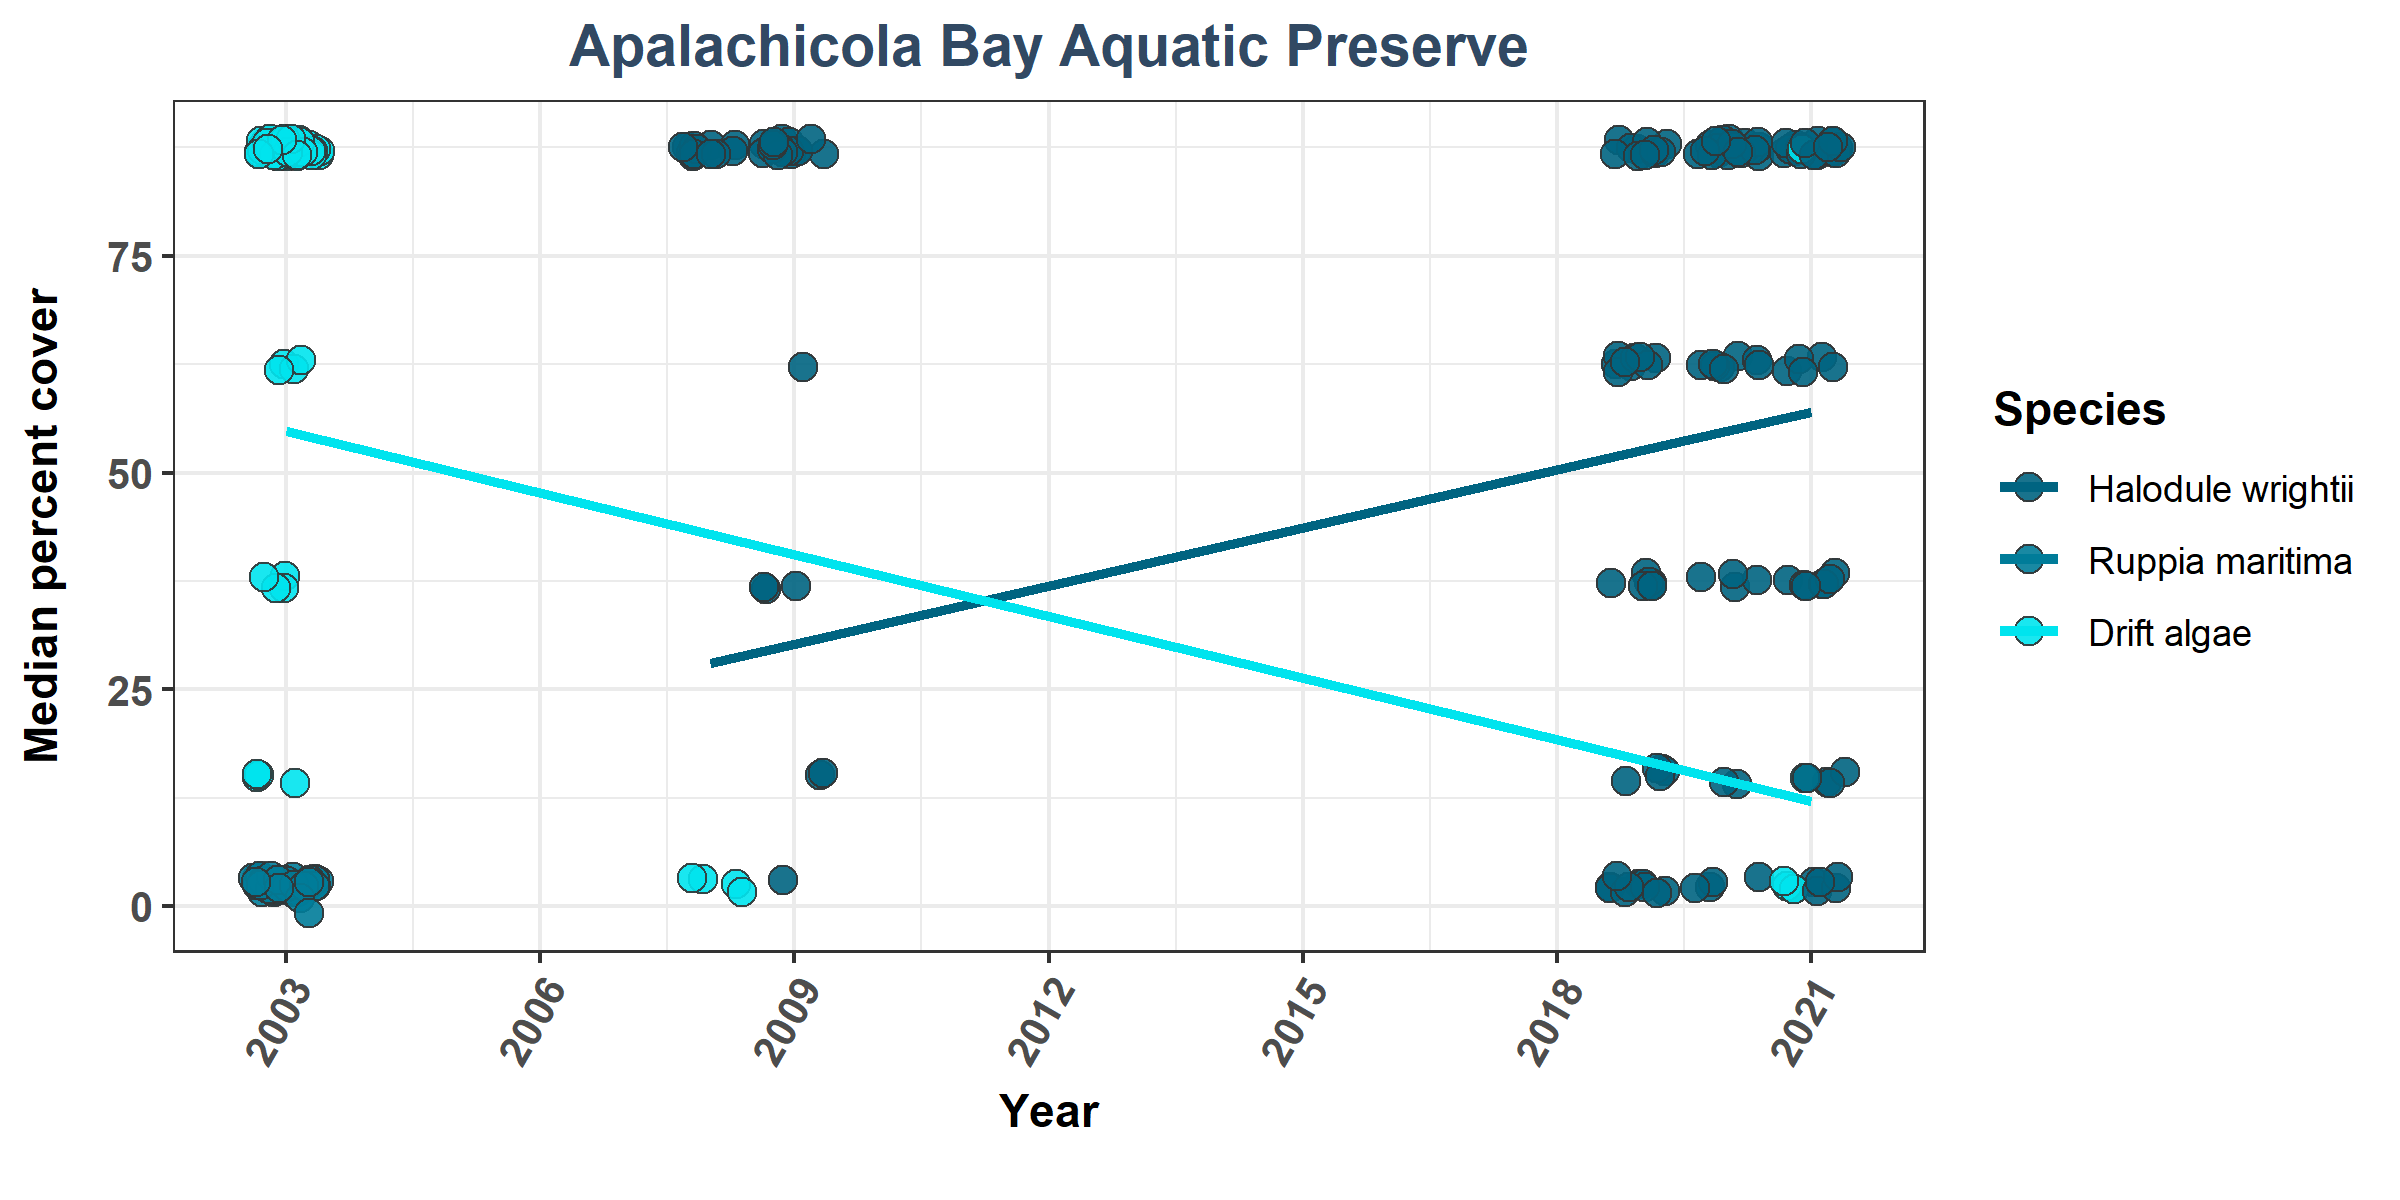 Apalachicola Bay Aquatic Preserve
Median percent cover
75
50
25
0
2003
2006
2009
2012
2015
2018
2021
Year
Species
Halodule wrightii
Ruppia maritima
Drift algae